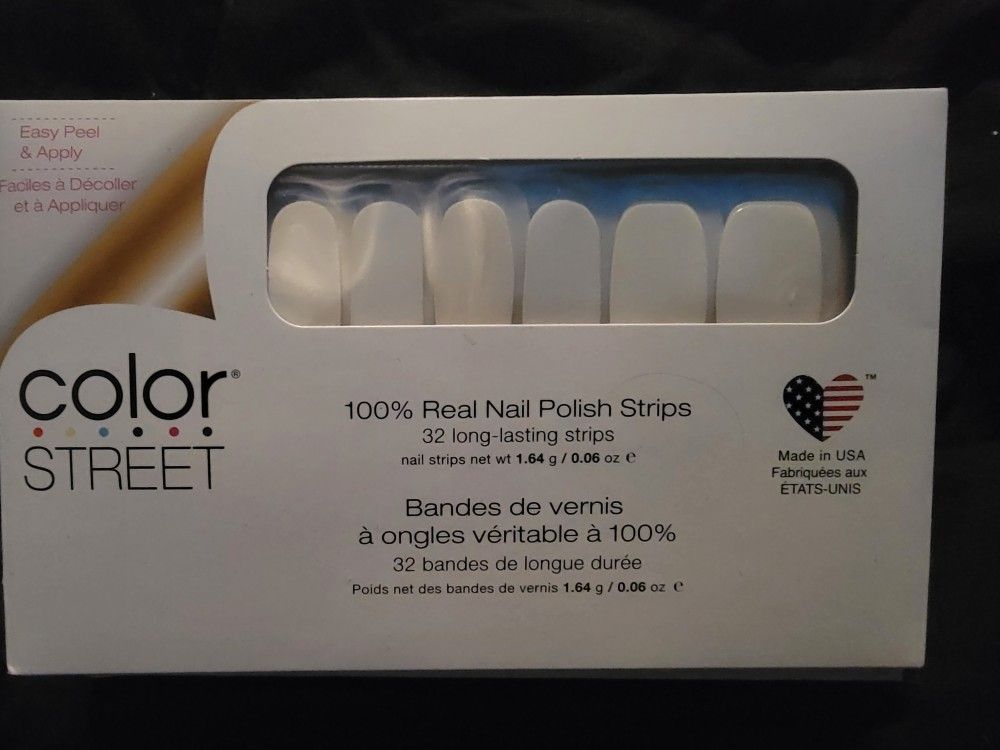 Easy Peel
& Apply
Faciles à Décoller
et à Appliquer
color®
STREET
100% Real Nail Polish Strips
32 long-lasting strips
nail strips net wt 1.64 g / 0.06 oz ℮
Bandes de vernis
à ongles véritable à 100%
32 bandes de longue durée
Poids net des bandes de vernis 1.64 g / 0.06 oz ℮
TM
Made in USA
Fabriquées aux
ÉTATS-UNIS